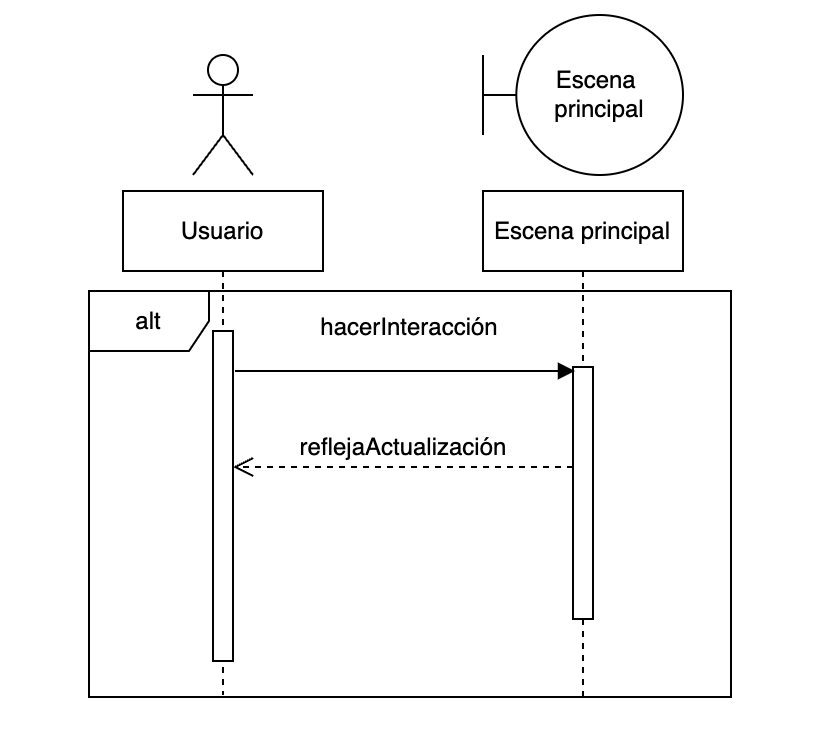 Escena
principal
Usuario
Escena principal
alt
hacerInteracción
reflejaActualización